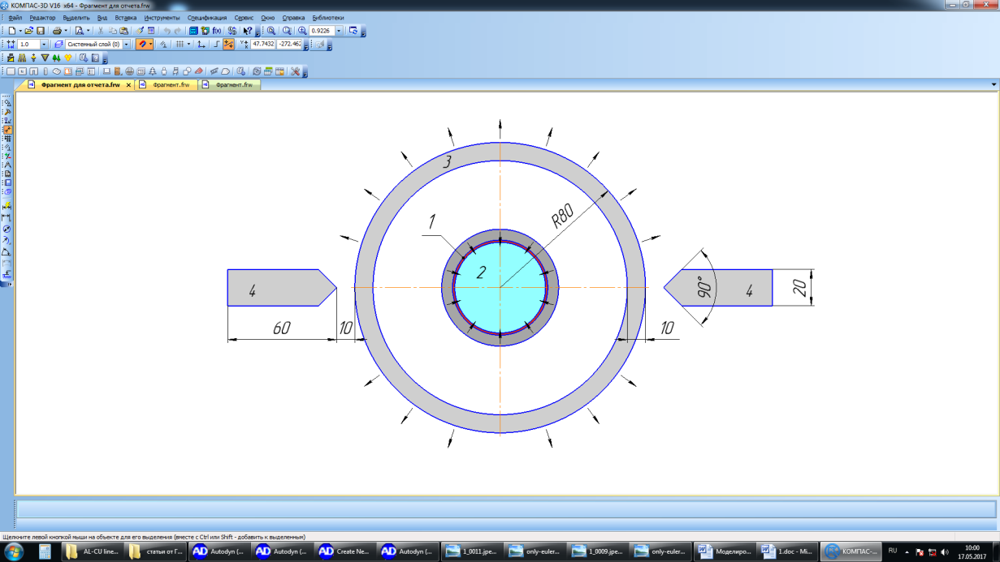 КОМПАС-3D V16 x64 - Фрагмент для отчета.frw
Файл Редактор Выделить Вид Вставка Инструменты Спецификация Сервис Окно Справка Библиотеки
0.9226
1.0 Системный слой (0) 47.7432 -272.462
Фрагмент для отчета.frw Фрагмент.frw Фрагмент.frw
3
R80
1
2
4
90°
4
20
60
10
10
Щелкните левой кнопкой мыши на объекте для его выделения (вместе с Ctrl или Shift - добавить к выделенным)
AL-CU line... статьи от Г... Autodyn (... Autodyn (... Create Ne... Autodyn (... 1_0011.jpe... only-euler... 1_0009.jpe... only-euler... Моделиро... 1.doc - Mi... КОМПАС-... RU 10:00
17.05.2017